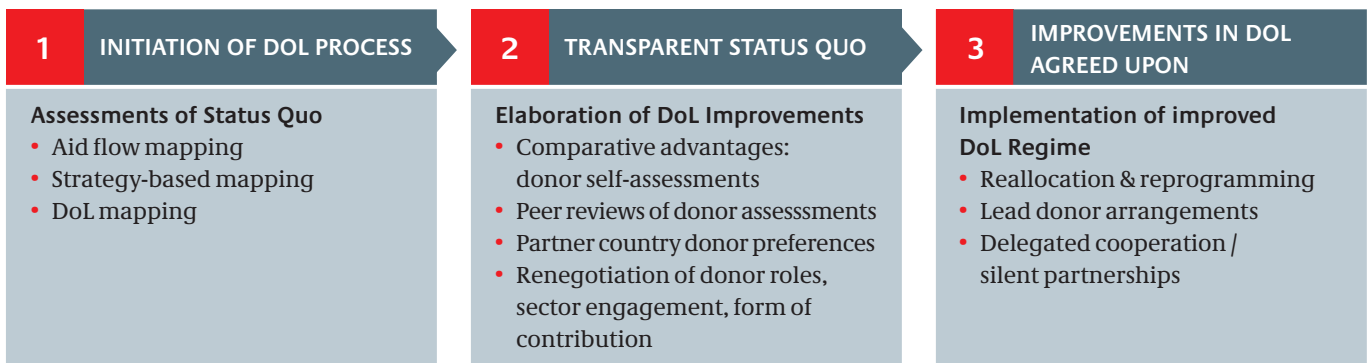 1 INITIATION OF DOL PROCESS
Assessments of Status Quo
• Aid flow mapping
• Strategy-based mapping
• DoL mapping
2 TRANSPARENT STATUS QUO
Elaboration of DoL Improvements
• Comparative advantages:
donor self-assessments
• Peer reviews of donor assesssments
• Partner country donor preferences
• Renegotiation of donor roles,
sector engagement, form of
contribution
3 IMPROVEMENTS IN DOL
AGREED UPON
Implementation of improved
DoL Regime
• Reallocation & reprogramming
• Lead donor arrangements
• Delegated cooperation /
silent partnerships